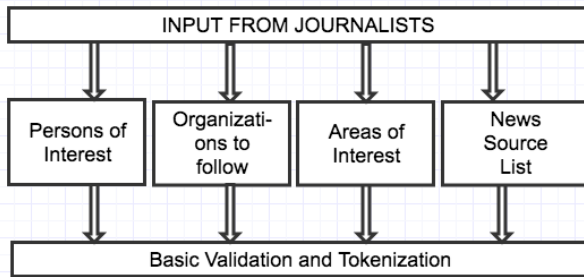 INPUT FROM JOURNALISTS
Persons of
Interest
Organizati-
ons to
follow
Areas of
Interest
News
Source
List
Basic Validation and Tokenization